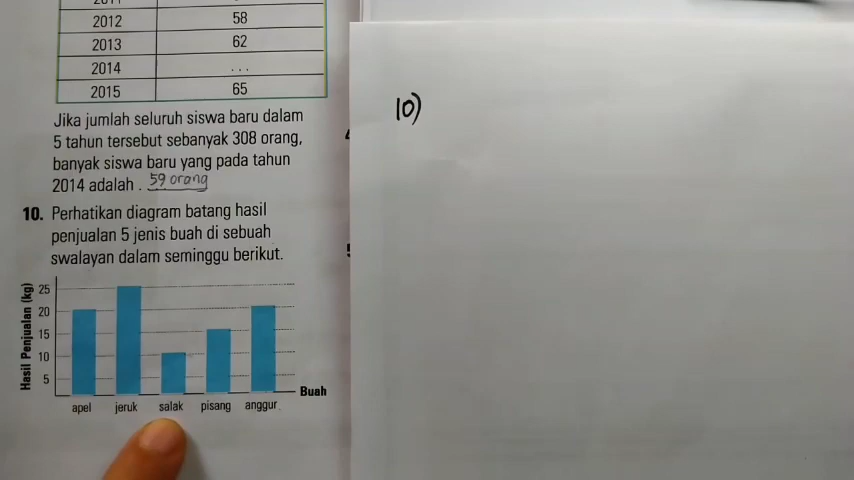 2012 58
2013 62
2014 ...
2015 65
Jika jumlah seluruh siswa baru dalam
5 tahun tersebut sebanyak 308 orang,
banyak siswa baru yang pada tahun
2014 adalah . 59 orang
10. Perhatikan diagram batang hasil
penjualan 5 jenis buah di sebuah
swalayan dalam seminggu berikut.
Hasil Penjualan (kg)
25
20
15
10
5
Buah
apel jeruk salak pisang anggur
10)